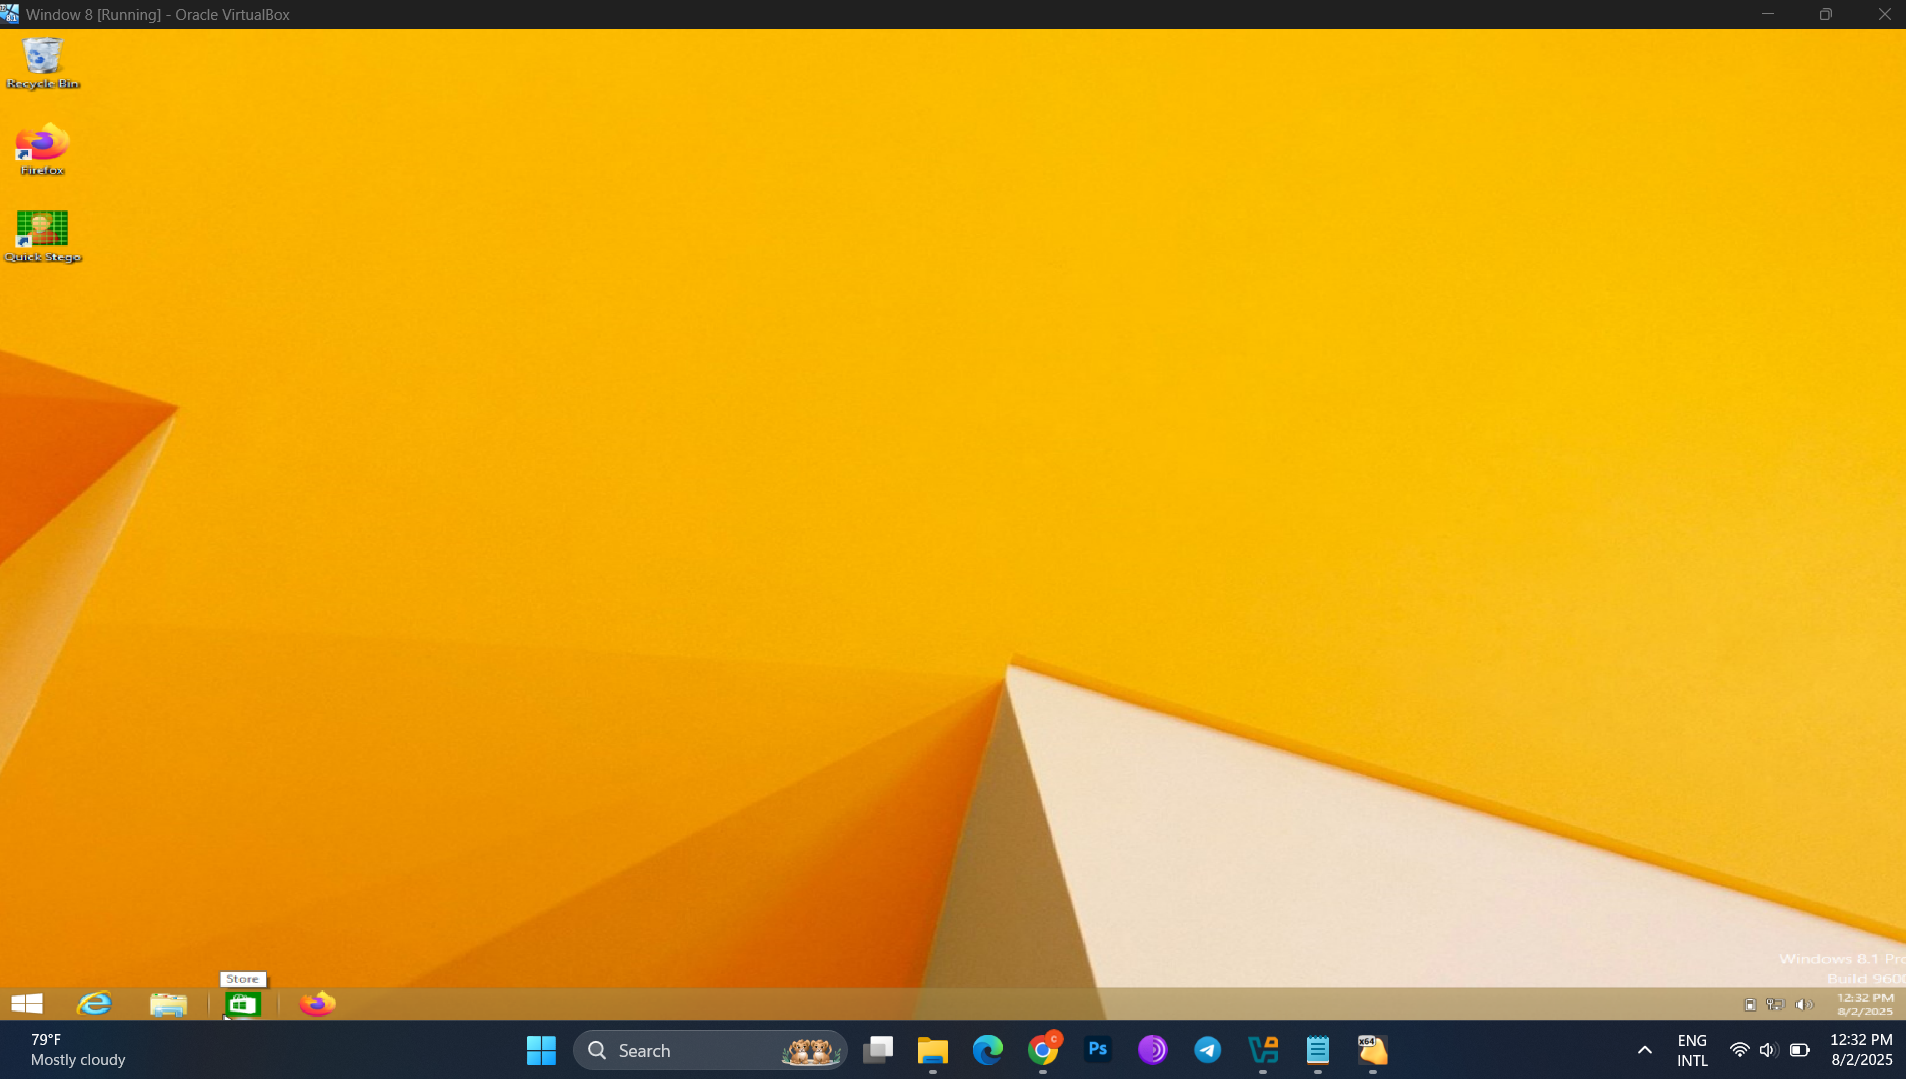 Window 8 [Running] - Oracle VirtualBox
Recycle Bin
Firefox
Quick Stego
Windows 8.1 Pro
Build 9600
Store
12:32 PM
8/2/2025
79°F
Mostly cloudy
Search
Ps
x64
ENG
INTL
12:32 PM
8/2/2025